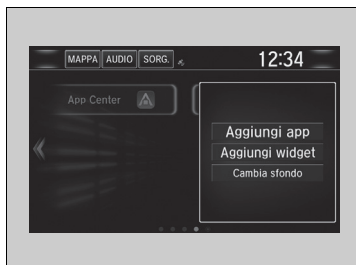 MAPPA AUDIO SORG. 12:34
App Center
Aggiungi app
Aggiungi widget
Cambia sfondo